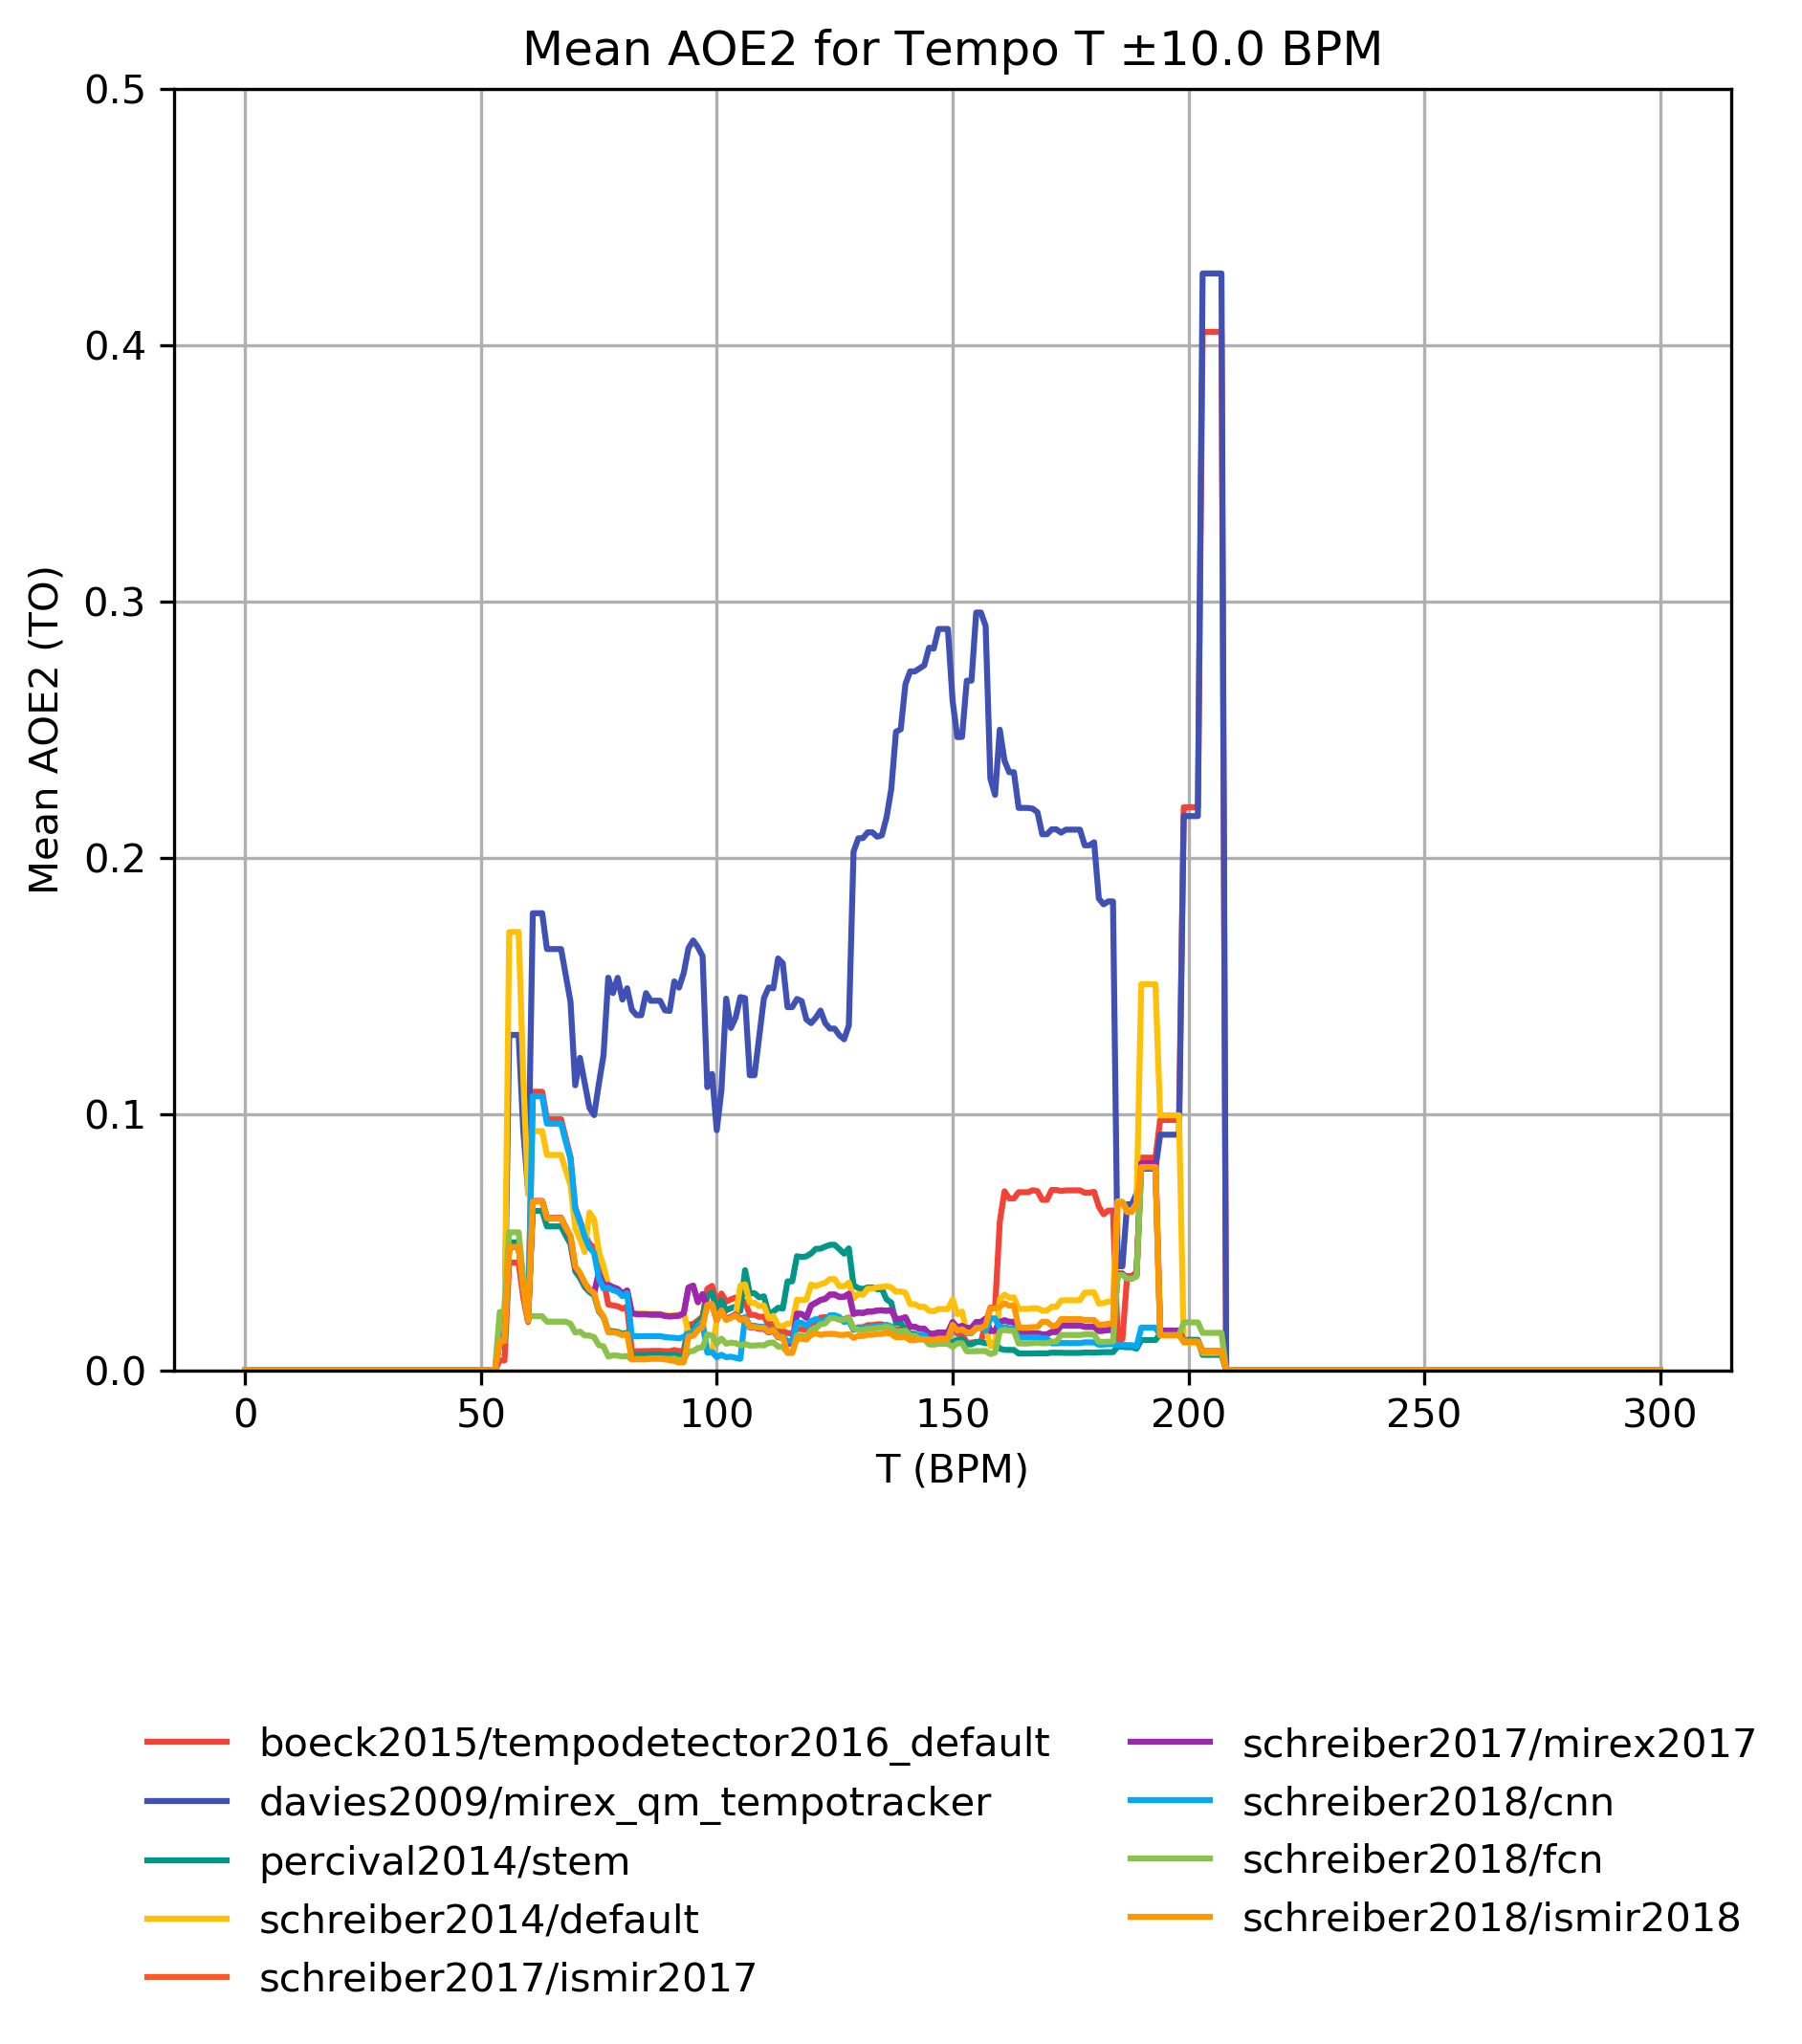 Mean AOE2 for Tempo T ±10.0 BPM
0.5
0.4
0.3
0.2
0.1
0.0
Mean AOE2 (TO)
0 50 100 150 200 250 300
T (BPM)
boeck2015/tempodetector2016_default
davies2009/mirex_qm_tempotracker
percival2014/stem
schreiber2014/default
schreiber2017/ismir2017
schreiber2017/mirex2017
schreiber2018/cnn
schreiber2018/fcn
schreiber2018/ismir2018